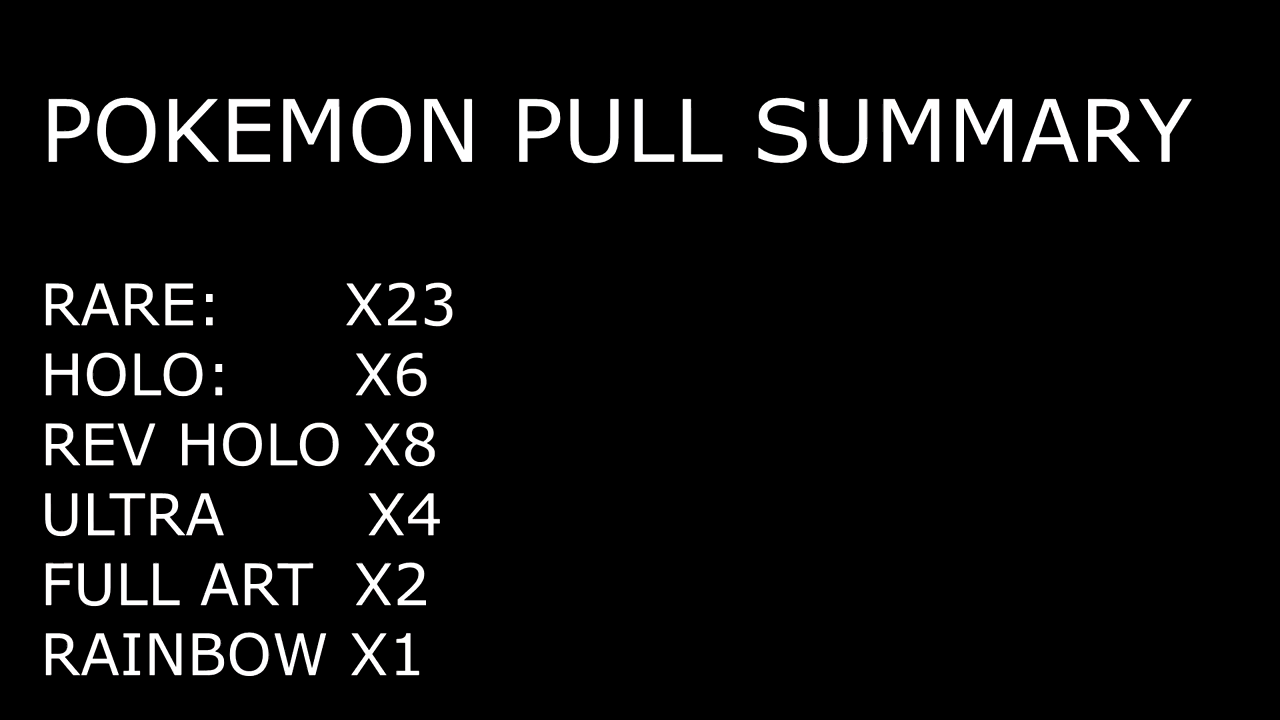 POKEMON PULL SUMMARY
RARE: X23
HOLO: X6
REV HOLO X8
ULTRA X4
FULL ART X2
RAINBOW X1